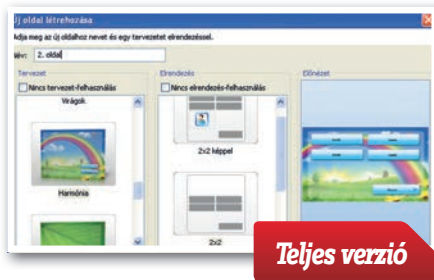 Új oldal létrehozása
Adja meg az új oldalhoz nevet és egy tervezetet elrendezéssel.
Név: 2. oldal
Tervezet
Elrendezés
Előnézet
Nincs tervezet-felhasználás
Nincs elrendezés-felhasználás
Virágok
2x2 képpel
Harmónia
2x2
Teljes verzió